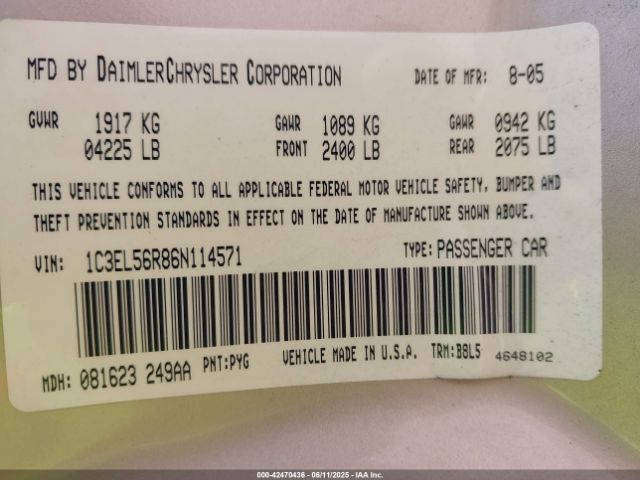 MFD BY DAIMLERCHRYSLER CORPORATION DATE OF MFR: 8-05
GVWR 1917 KG GAWR 1089 KG GAWR 0942 KG
04225 LB FRONT 2400 LB REAR 2075 LB
THIS VEHICLE CONFORMS TO ALL APPLICABLE FEDERAL MOTOR VEHICLE SAFETY, BUMPER AND
THEFT PREVENTION STANDARDS IN EFFECT ON THE DATE OF MANUFACTURE SHOWN ABOVE.
VIN: 1C3EL56R86N114571 TYPE: PASSENGER CAR
MDH: 081623 249AA PNT: PYG VEHICLE MADE IN U.S.A. TRM: B8L5 4648102
000-42470436 - 06/11/2025 - IAA Inc.